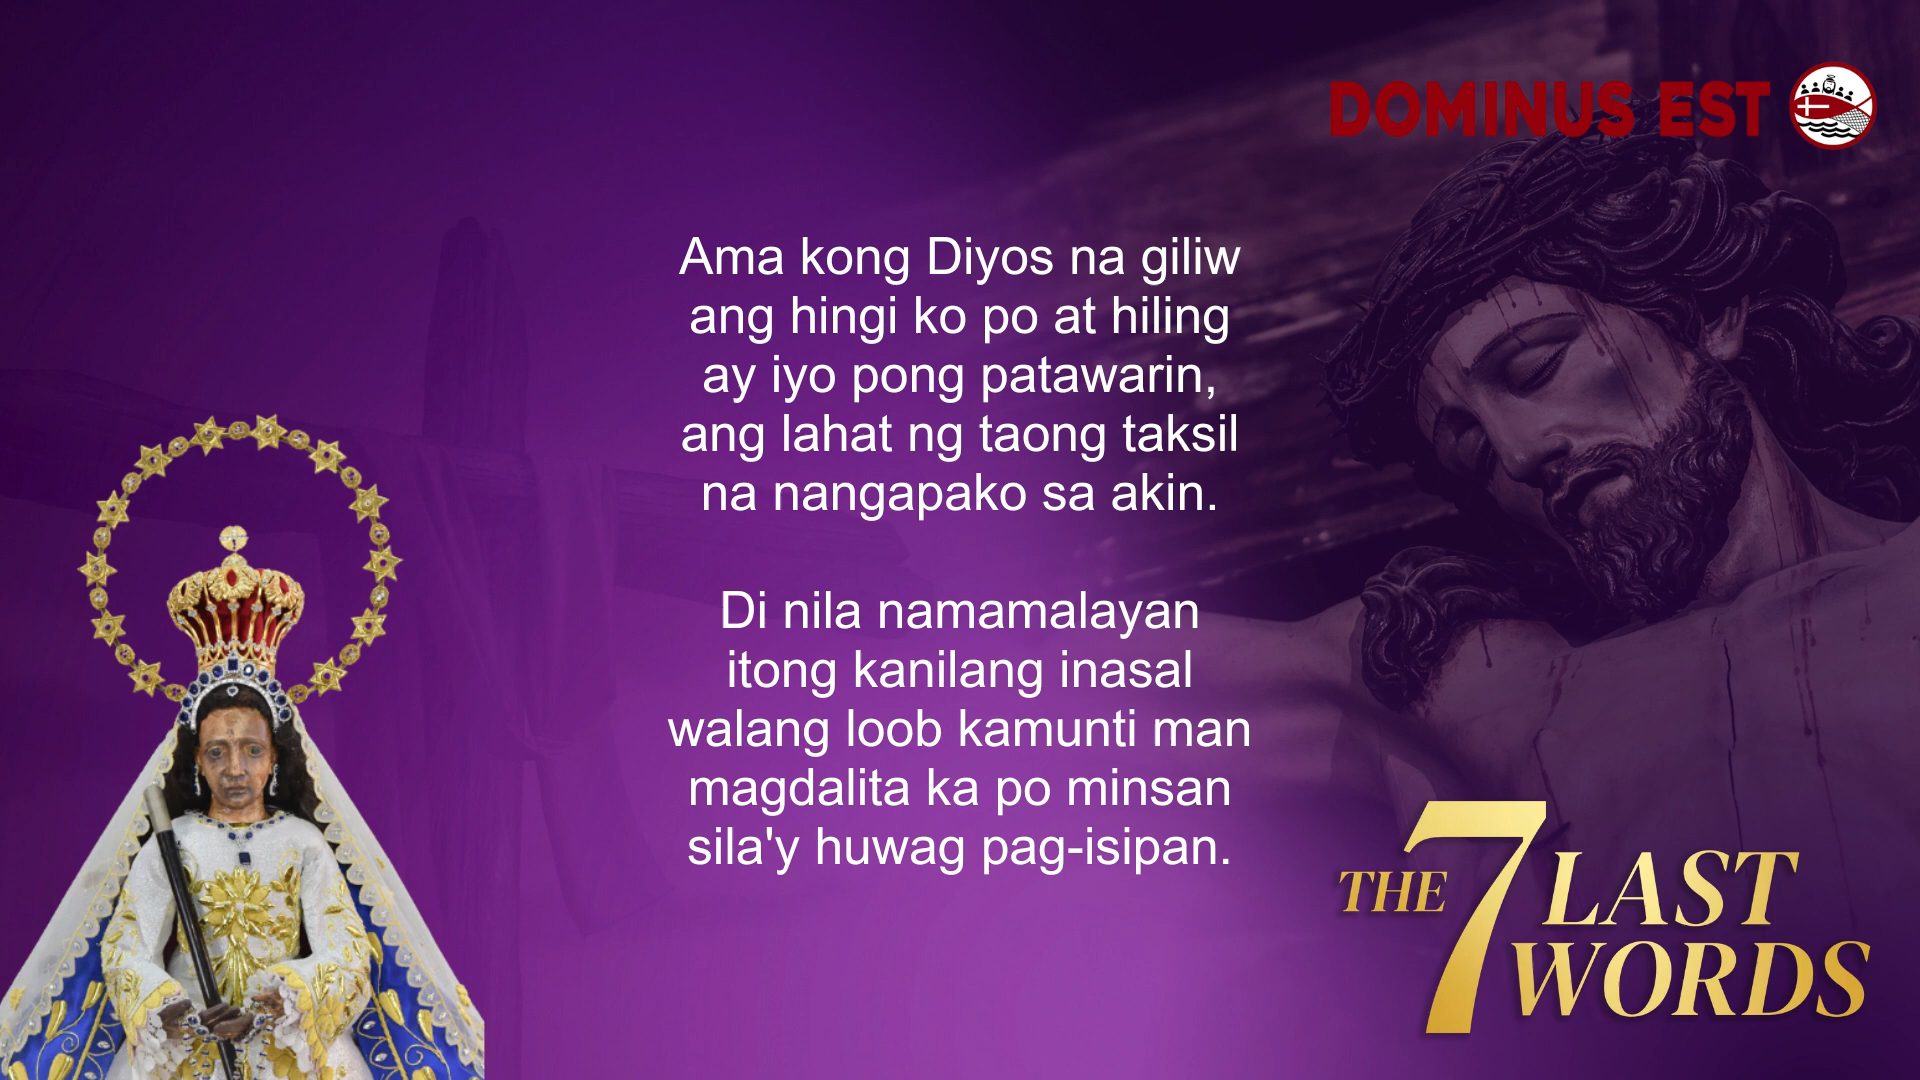 DOMINUS EST
Ama kong Diyos na giliw
ang hingi ko po at hiling
ay iyo pong patawarin,
ang lahat ng taong taksil
na nangapako sa akin.
Di nila namamalayan
itong kanilang inasal
walang loob kamunti man
magdalita ka po minsan
sila'y huwag pag-isipan.
THE 7 LAST
WORDS